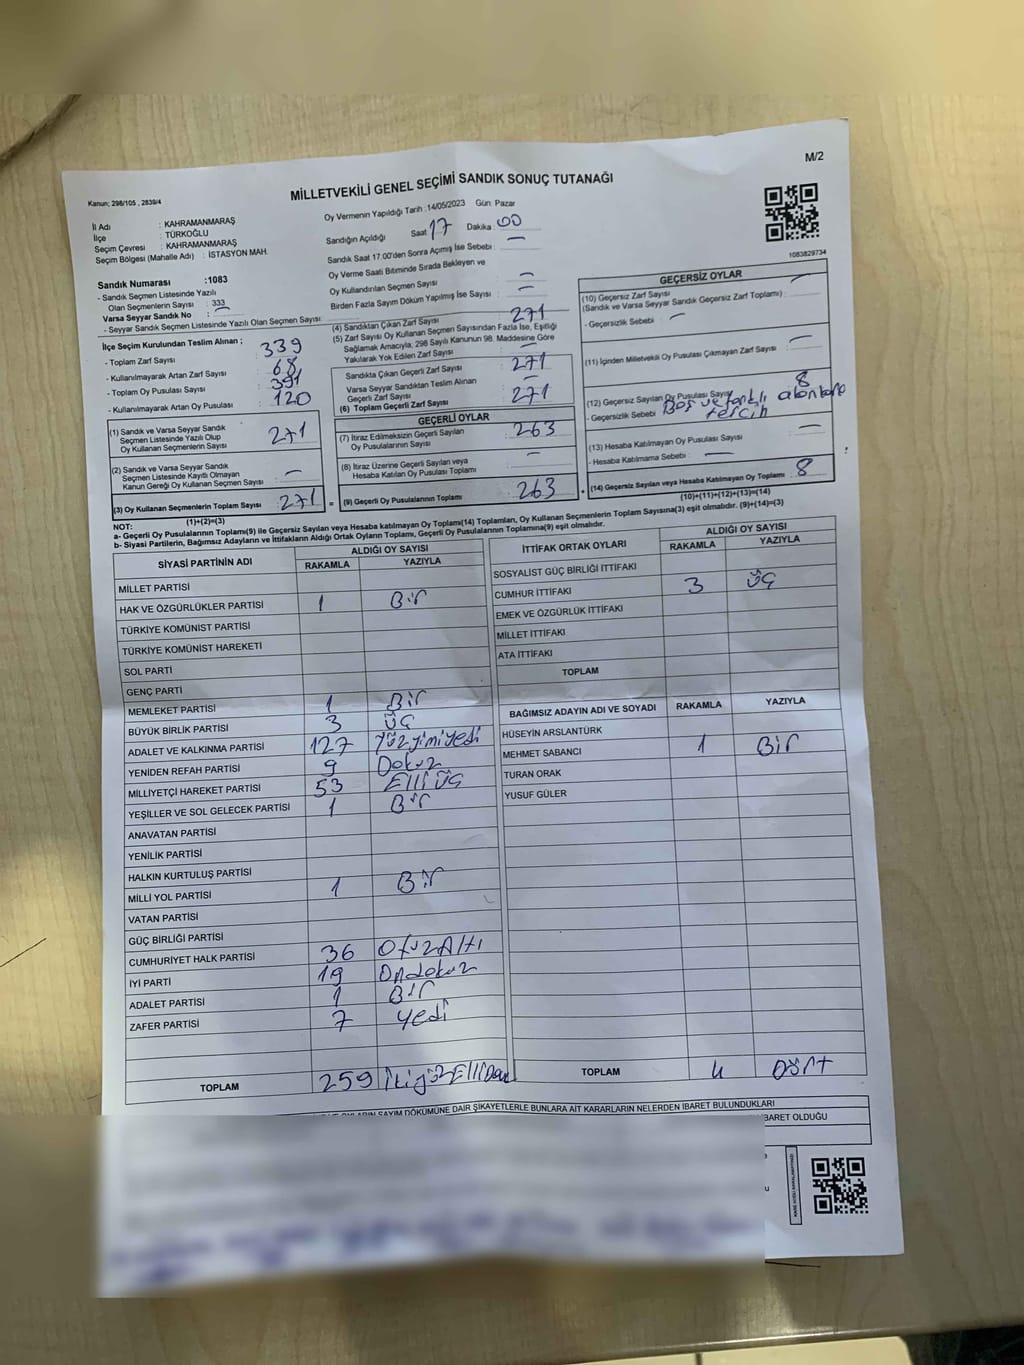 M/2
MİLLETVEKİLİ GENEL SEÇİMİ SANDIK SONUÇ TUTANAĞI
Kanun; 298/105 , 2839/4
İl Adı : KAHRAMANMARAŞ
İlçe : TÜRKOĞLU
Seçim Çevresi : KAHRAMANMARAŞ
Seçim Bölgesi (Mahalle Adı) : İSTASYON MAH.
Oy Vermenin Yapıldığı Tarih :14/05/2023 Gün: Pazar
Sandığın Açıldığı Saat 17 Dakika : 00
Sandık Saat 17.00'den Sonra Açımış İse Sebebi : —
Oy Verme Saati Bitiminde Sırada Bekleyen ve
Oy Kullandırılan Seçmen Sayısı : —
Birden Fazla Sayım Döküm Yapılmış İse Sayısı : —
1083829734
Sandık Numarası :1083
- Sandık Seçmen Listesinde Yazılı
Olan Seçmenlerin Sayısı : 333
Varsa Seyyar Sandık No : —
- Seyyar Sandık Seçmen Listesinde Yazılı Olan Seçmen Sayısı:
İlçe Seçim Kurulundan Teslim Alınan ;
- Toplam Zarf Sayısı : 339
- Kullanılmayarak Artan Zarf Sayısı : 68
- Toplam Oy Pusulası Sayısı : 391
- Kullanılmayarak Artan Oy Pusulası : 120
(1) Sandık ve Varsa Seyyar Sandık
Seçmen Listesinde Yazılı Olup
Oy Kullanan Seçmenlerin Sayısı : 271
(2) Sandık ve Varsa Seyyar Sandık
Seçmen Listesinde Kayıtlı Olmayan
Kanun Gereği Oy Kullanan Seçmen Sayısı : —
(3) Oy Kullanan Seçmenlerin Toplam Sayısı : 271
(1)+(2)=(3)
(4) Sandıktan Çıkan Zarf Sayısı : 271
(5) Zarf Sayısı Oy Kullanan Seçmen Sayısından Fazla İse, Eşitliği
Sağlamak Amacıyla, 298 Sayılı Kanunun 98. Maddesine Göre
Yakılarak Yok Edilen Zarf Sayısı : —
Sandıkta Çıkan Geçerli Zarf Sayısı : 271
Varsa Seyyar Sandıktan Teslim Alınan
Geçerli Zarf Sayısı : —
(6) Toplam Geçerli Zarf Sayısı : 271
GEÇERLİ OYLAR
(7) İtiraz Edilmeksizin Geçerli Sayılan
Oy Pusulalarının Sayısı : 263
(8) İtiraz Üzerine Geçerli Sayılan veya
Hesaba Katılan Oy Pusulası Toplamı : —
= (9) Geçerli Oy Pusulalarının Toplamı : 263
GEÇERSİZ OYLAR
(10) Geçersiz Zarf Sayısı
(Sandık ve Varsa Seyyar Sandık Geçersiz Zarf Toplamı) : —
- Geçersizlik Sebebi : —
(11) İçinden Milletvekili Oy Pusulası Çıkmayan Zarf Sayısı : —
(12) Geçersiz Sayılan Oy Pusulası Sayısı : 8
- Geçersizlik Sebebi : Boş ve farklı
tercih
(13) Hesaba Katılmayan Oy Pusulası Sayısı : —
- Hesaba Katılmama Sebebi : —
+ (14) Geçersiz Sayılan veya Hesaba Katılmayan Oy Toplamı : 8
(10)+(11)+(12)+(13)=(14)
NOT:
a- Geçerli Oy Pusulalarının Toplamı(9) ile Geçersiz Sayılan veya Hesaba katılmayan Oy Toplamı(14) Toplamları, Oy Kullanan Seçmenlerin Toplam Sayısına(3) eşit olmalıdır. (9)+(14)=(3)
b- Siyasi Partilerin, Bağımsız Adayların ve İttifakların Aldığı Ortak Oyların Toplamı, Geçerli Oy Pusulalarının Toplamına(9) eşit olmalıdır.
SİYASİ PARTİNİN ADI ALDIĞI OY SAYISI
RAKAMLA YAZIYLA
MİLLET PARTİSİ
HAK VE ÖZGÜRLÜKLER PARTİSİ 1 Bir
TÜRKİYE KOMÜNİST PARTİSİ
TÜRKİYE KOMÜNİST HAREKETİ
SOL PARTİ
GENÇ PARTİ
MEMLEKET PARTİSİ 1 Bir
BÜYÜK BİRLİK PARTİSİ 3 Üç
ADALET VE KALKINMA PARTİSİ 127 Yüzyimiyedi
YENİDEN REFAH PARTİSİ 9 Dokuz
MİLLİYETÇİ HAREKET PARTİSİ 53 Elli Üç
YEŞİLLER VE SOL GELECEK PARTİSİ 1 Bir
ANAVATAN PARTİSİ
YENİLİK PARTİSİ
HALKIN KURTULUŞ PARTİSİ
MİLLİ YOL PARTİSİ 1 Bir
VATAN PARTİSİ
GÜÇ BİRLİĞİ PARTİSİ
CUMHURİYET HALK PARTİSİ 36 Otuz Altı
İYİ PARTİ 19 Ondokuz
ADALET PARTİSİ 1 Bir
ZAFER PARTİSİ 7 Yedi
TOPLAM 259
İTTİFAK ORTAK OYLARI ALDIĞI OY SAYISI
RAKAMLA YAZIYLA
SOSYALİST GÜÇ BİRLİĞİ İTTİFAKI
CUMHUR İTTİFAKI 3 Üç
EMEK VE ÖZGÜRLÜK İTTİFAKI
MİLLET İTTİFAKI
ATA İTTİFAKI
TOPLAM
BAĞIMSIZ ADAYIN ADI VE SOYADI RAKAMLA YAZIYLA
HÜSEYİN ARSLANTÜRK
MEHMET SABANCI 1 Bir
TURAN ORAK
YUSUF GÜLER
TOPLAM 4 Dört
OYLARIN SAYIM DÖKÜMÜNE DAİR ŞİKAYETLERLE BUNLARA AİT KARARLARIN NELERDEN İBARET BULUNDUKLARI
İBARET OLDUĞU